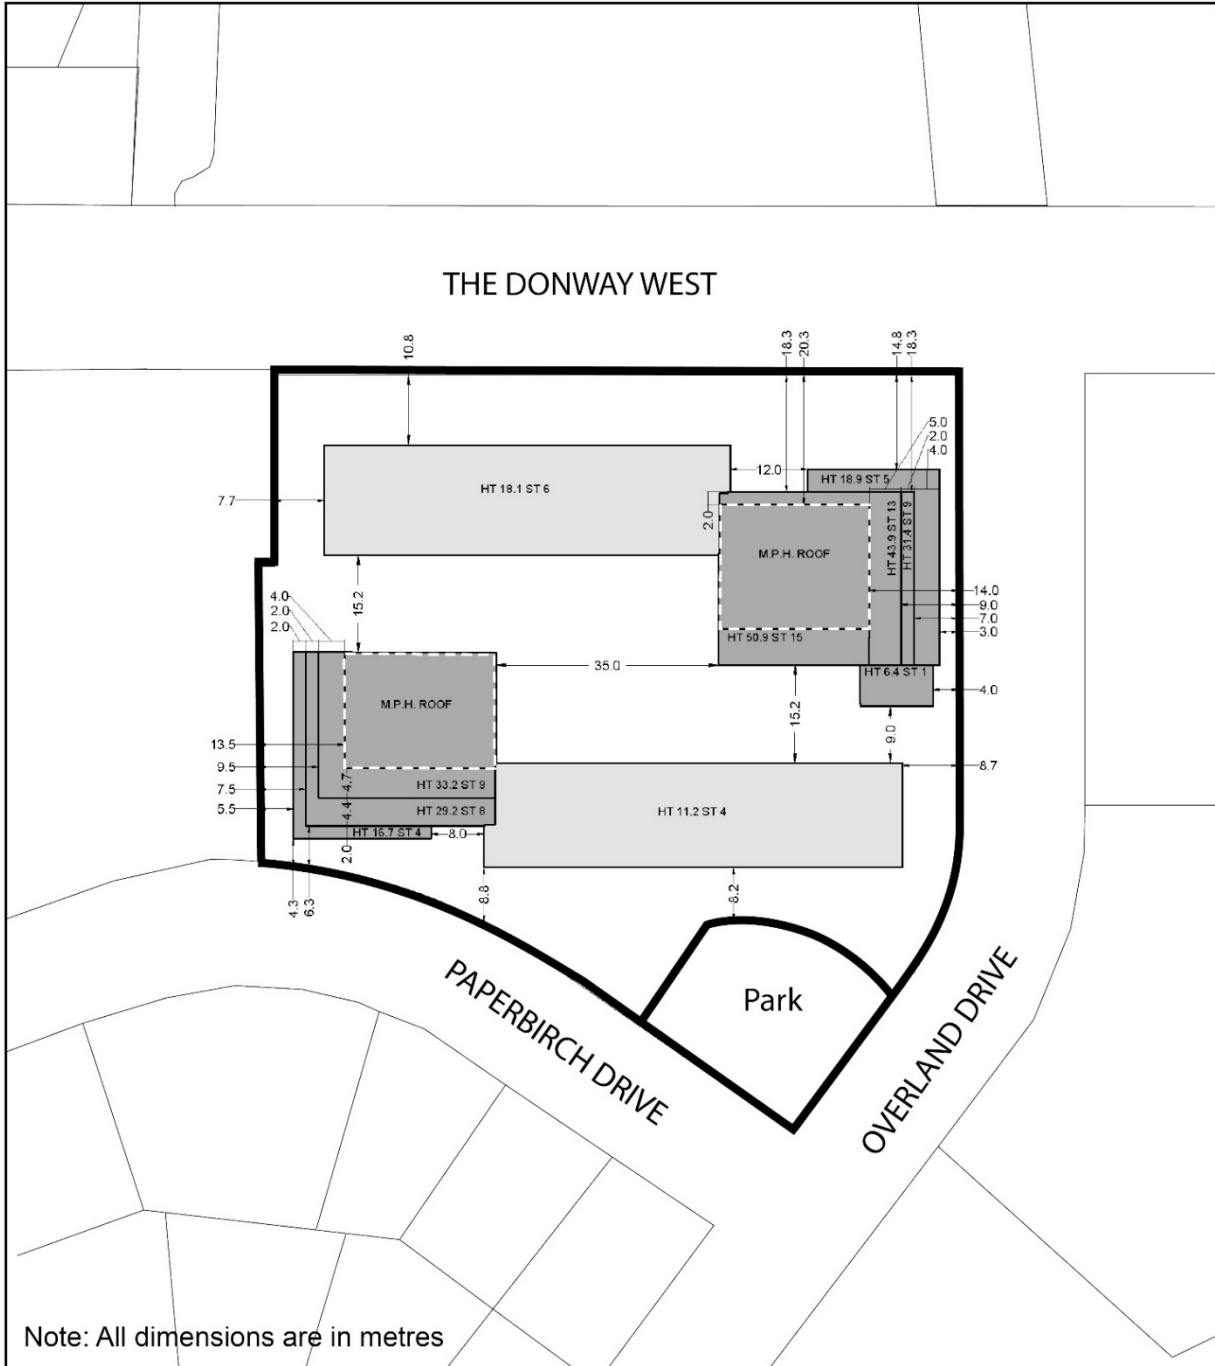 THE DONWAY WEST
10.8
18.3
20.3
14.8
18.3
5.0
2.0
4.0
12.0
HT 18.9 ST 5
HT 18.1 ST 6
7.7
2.0
HT 43.9 ST 13
HT 31.4 ST 9
M.P.H. ROOF
14.0
9.0
7.0
3.0
4.0
2.0
2.0
15.2
HT 50.9 ST 15
35.0
HT 6.4 ST 1
4.0
M.P.H. ROOF
15.2
9.0
13.5
9.5
7.5
5.5
4.7
4.4
2.0
HT 33.2 ST 9
HT 29.2 ST 8
HT 16.7 ST 4
8.0
8.7
HT 11.2 ST 4
4.3
6.3
8.8
8.2
PAPERBIRCH DRIVE
Park
OVERLAND DRIVE
Note: All dimensions are in metres